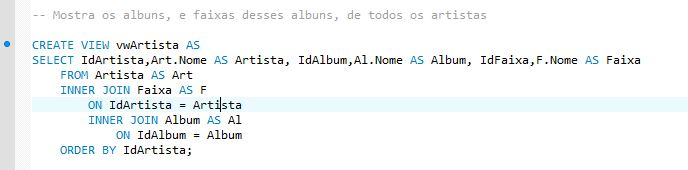 -- Mostra os albuns, e faixas desses albuns, de todos os artistas
CREATE VIEW vwArtista AS
SELECT IdArtista,Art.Nome AS Artista, IdAlbum,Al.Nome AS Album, IdFaixa,F.Nome AS Faixa
FROM Artista AS Art
INNER JOIN Faixa AS F
ON IdArtista = Artista
INNER JOIN Album AS Al
ON IdAlbum = Album
ORDER BY IdArtista;